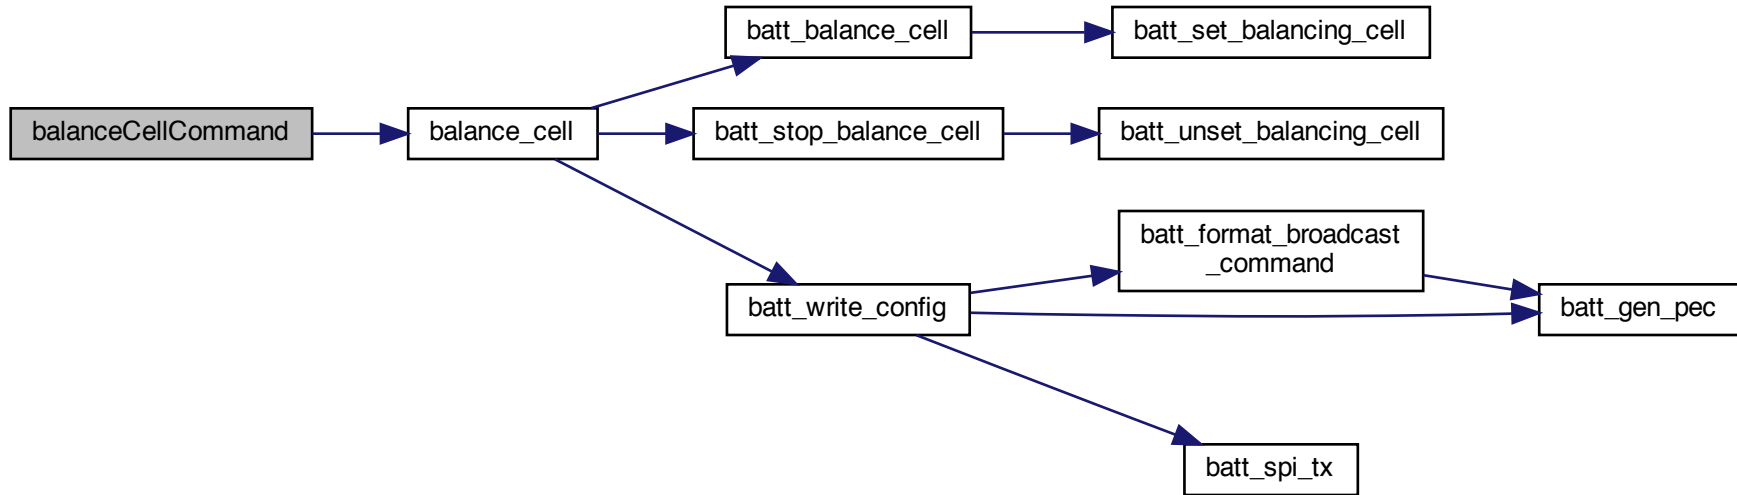 batt_balance_cell
batt_set_balancing_cell
balanceCellCommand
balance_cell
batt_stop_balance_cell
batt_unset_balancing_cell
batt_format_broadcast
_command
batt_write_config
batt_gen_pec
batt_spi_tx